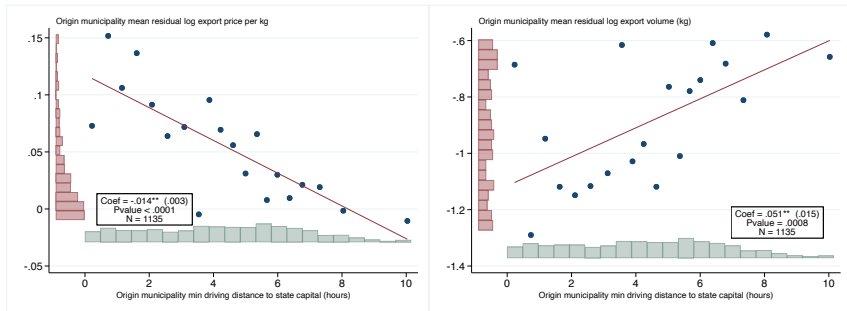 Origin municipality mean residual log export price per kg
.15
.1
.05
0
-.05
Coef = -.014** (.003)
Pvalue < .0001
N = 1135
0 2 4 6 8 10
Origin municipality min driving distance to state capital (hours)
Origin municipality mean residual log export volume (kg)
-.6
-.8
-1
-1.2
-1.4
Coef = .051** (.015)
Pvalue = .0008
N = 1135
0 2 4 6 8 10
Origin municipality min driving distance to state capital (hours)